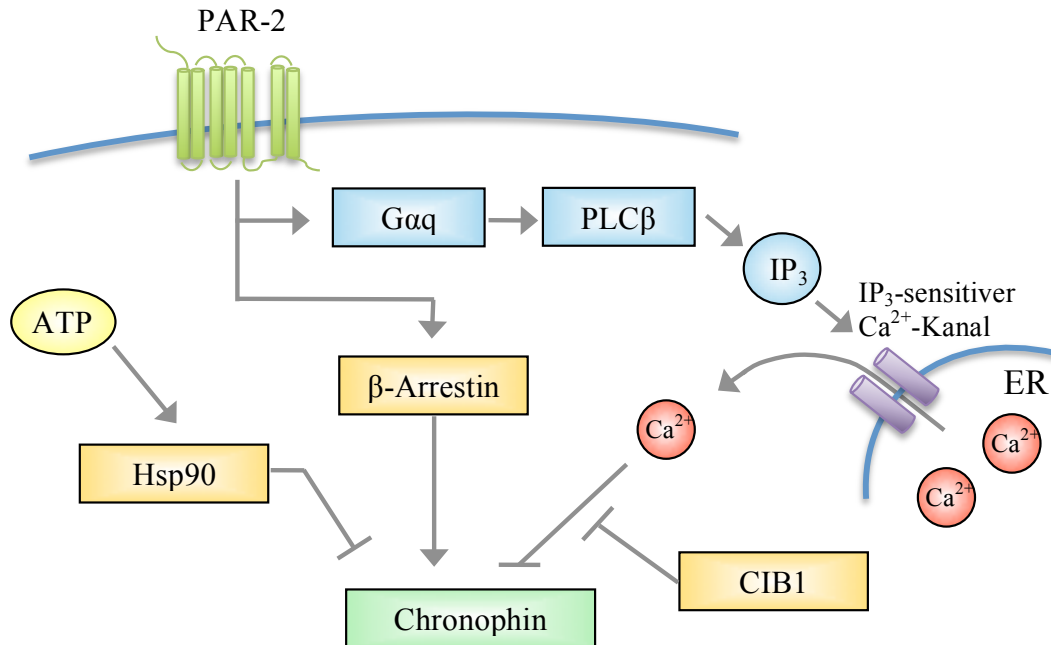 PAR-2
Gαq
PLCβ
IP₃
IP₃-sensitiver
Ca²⁺-Kanal
ATP
β-Arrestin
ER
Ca²⁺
Ca²⁺
Ca²⁺
Hsp90
CIB1
Chronophin